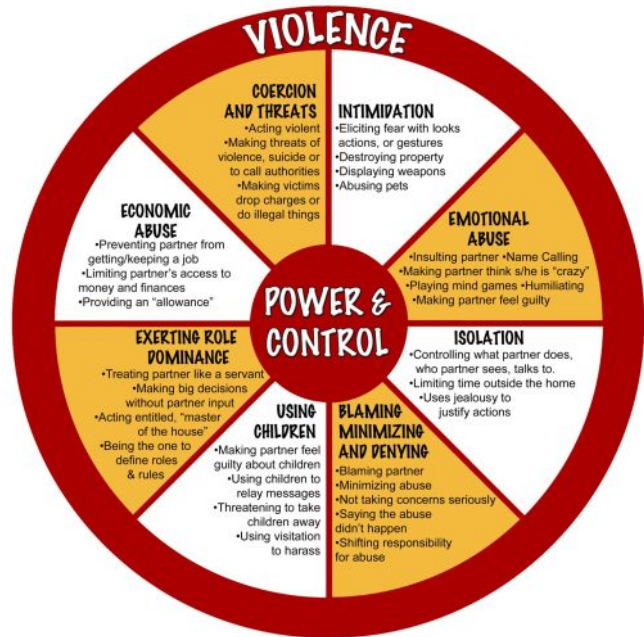 VIOLENCE
COERCION
AND THREATS
•Acting violent
•Making threats of
violence, suicide or
to call authorities
•Making victims
drop charges or
do illegal things
INTIMIDATION
•Eliciting fear with looks
actions, or gestures
•Destroying property
•Displaying weapons
•Abusing pets
EMOTIONAL
ABUSE
•Insulting partner •Name Calling
•Making partner think s/he is “crazy”
•Playing mind games •Humiliating
•Making partner feel guilty
ISOLATION
•Controlling what partner does,
who partner sees, talks to.
•Limiting time outside the home
•Uses jealousy to
justify actions
BLAMING
MINIMIZING
AND DENYING
•Blaming partner
•Minimizing abuse
•Not taking concerns seriously
•Saying the abuse
didn’t happen
•Shifting responsibility
for abuse
USING
CHILDREN
•Making partner feel
guilty about children
•Using children to
relay messages
•Threatening to take
children away
•Using visitation
to harass
EXERTING ROLE
DOMINANCE
•Treating partner like a servant
•Making big decisions
without partner input
•Acting entitled, “master
of the house”
•Being the one to
define roles
& rules
ECONOMIC
ABUSE
•Preventing partner from
getting/keeping a job
•Limiting partner’s access to
money and finances
•Providing an “allowance”
POWER &
CONTROL